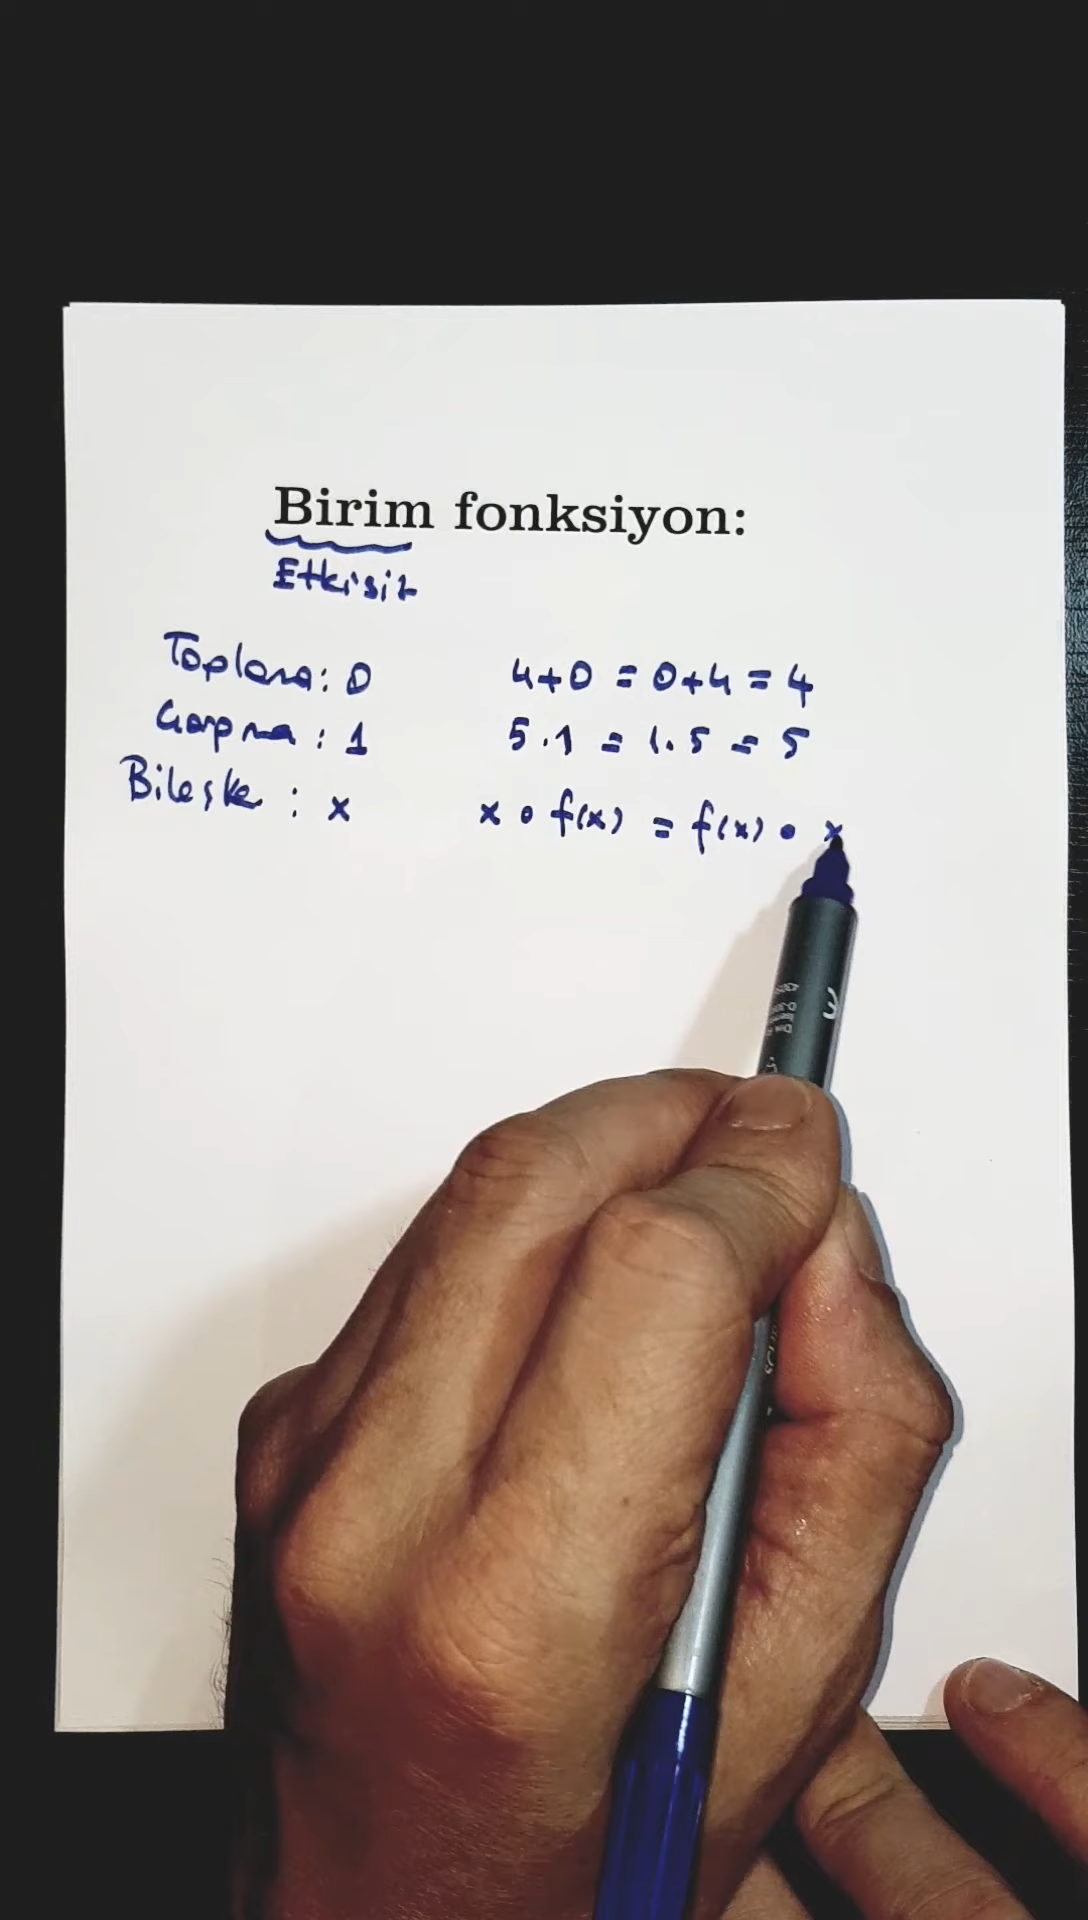 Birim fonksiyon:
Etkisiz
Toplama: 0 4+0 = 0+4 = 4
Çarpma : 1 5.1 = 1.5 = 5
Bileşke : x x ∘ f(x) = f(x) ∘ x